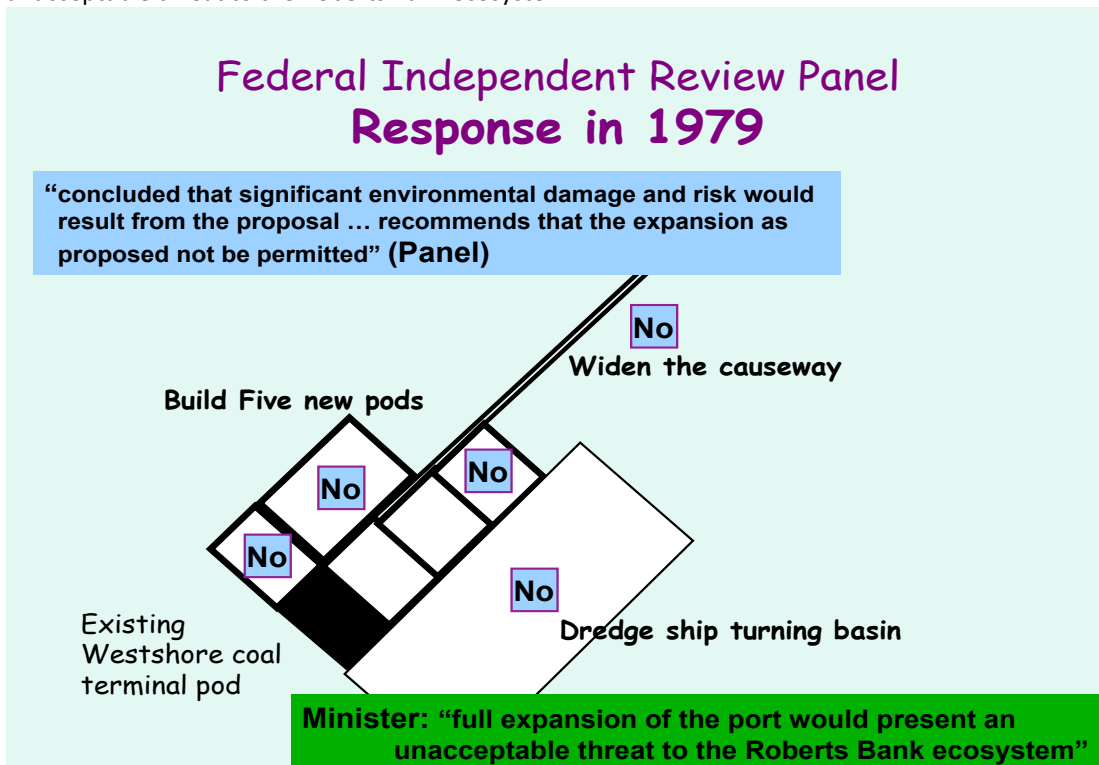 Federal Independent Review Panel
Response in 1979
“concluded that significant environmental damage and risk would
result from the proposal ... recommends that the expansion as
proposed not be permitted” (Panel)
No
Widen the causeway
Build Five new pods
No
No
No
No
Dredge ship turning basin
Existing
Westshore coal
terminal pod
Minister: “full expansion of the port would present an
unacceptable threat to the Roberts Bank ecosystem”